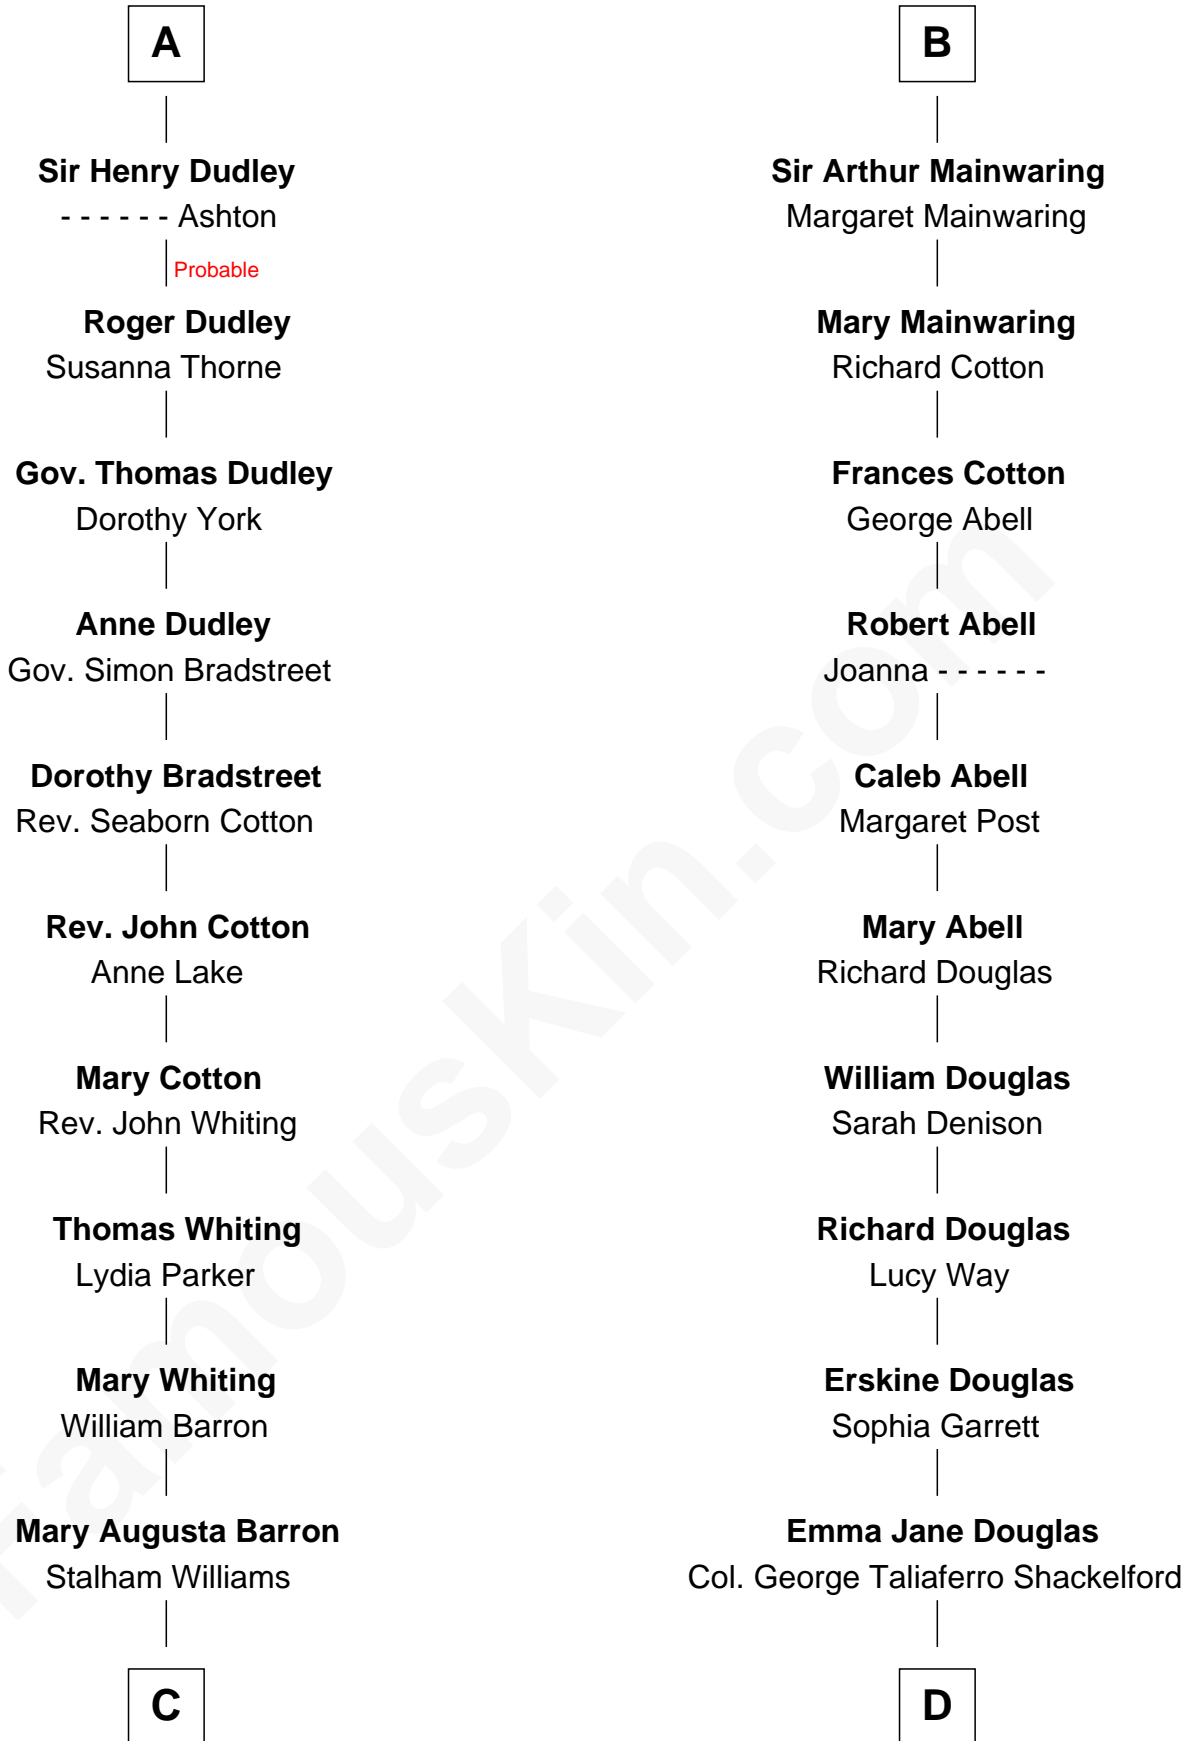 A
Sir Henry Dudley
- - - - - - Ashton
Probable
Roger Dudley
Susanna Thorne
Gov. Thomas Dudley
Dorothy York
Anne Dudley
Gov. Simon Bradstreet
Dorothy Bradstreet
Rev. Seaborn Cotton
Rev. John Cotton
Anne Lake
Mary Cotton
Rev. John Whiting
Thomas Whiting
Lydia Parker
Mary Whiting
William Barron
Mary Augusta Barron
Stalham Williams
C
B
Sir Arthur Mainwaring
Margaret Mainwaring
Mary Mainwaring
Richard Cotton
Frances Cotton
George Abell
Robert Abell
Joanna - - - - - -
Caleb Abell
Margaret Post
Mary Abell
Richard Douglas
William Douglas
Sarah Denison
Richard Douglas
Lucy Way
Erskine Douglas
Sophia Garrett
Emma Jane Douglas
Col. George Taliaferro Shackelford
D
FamousKin.com